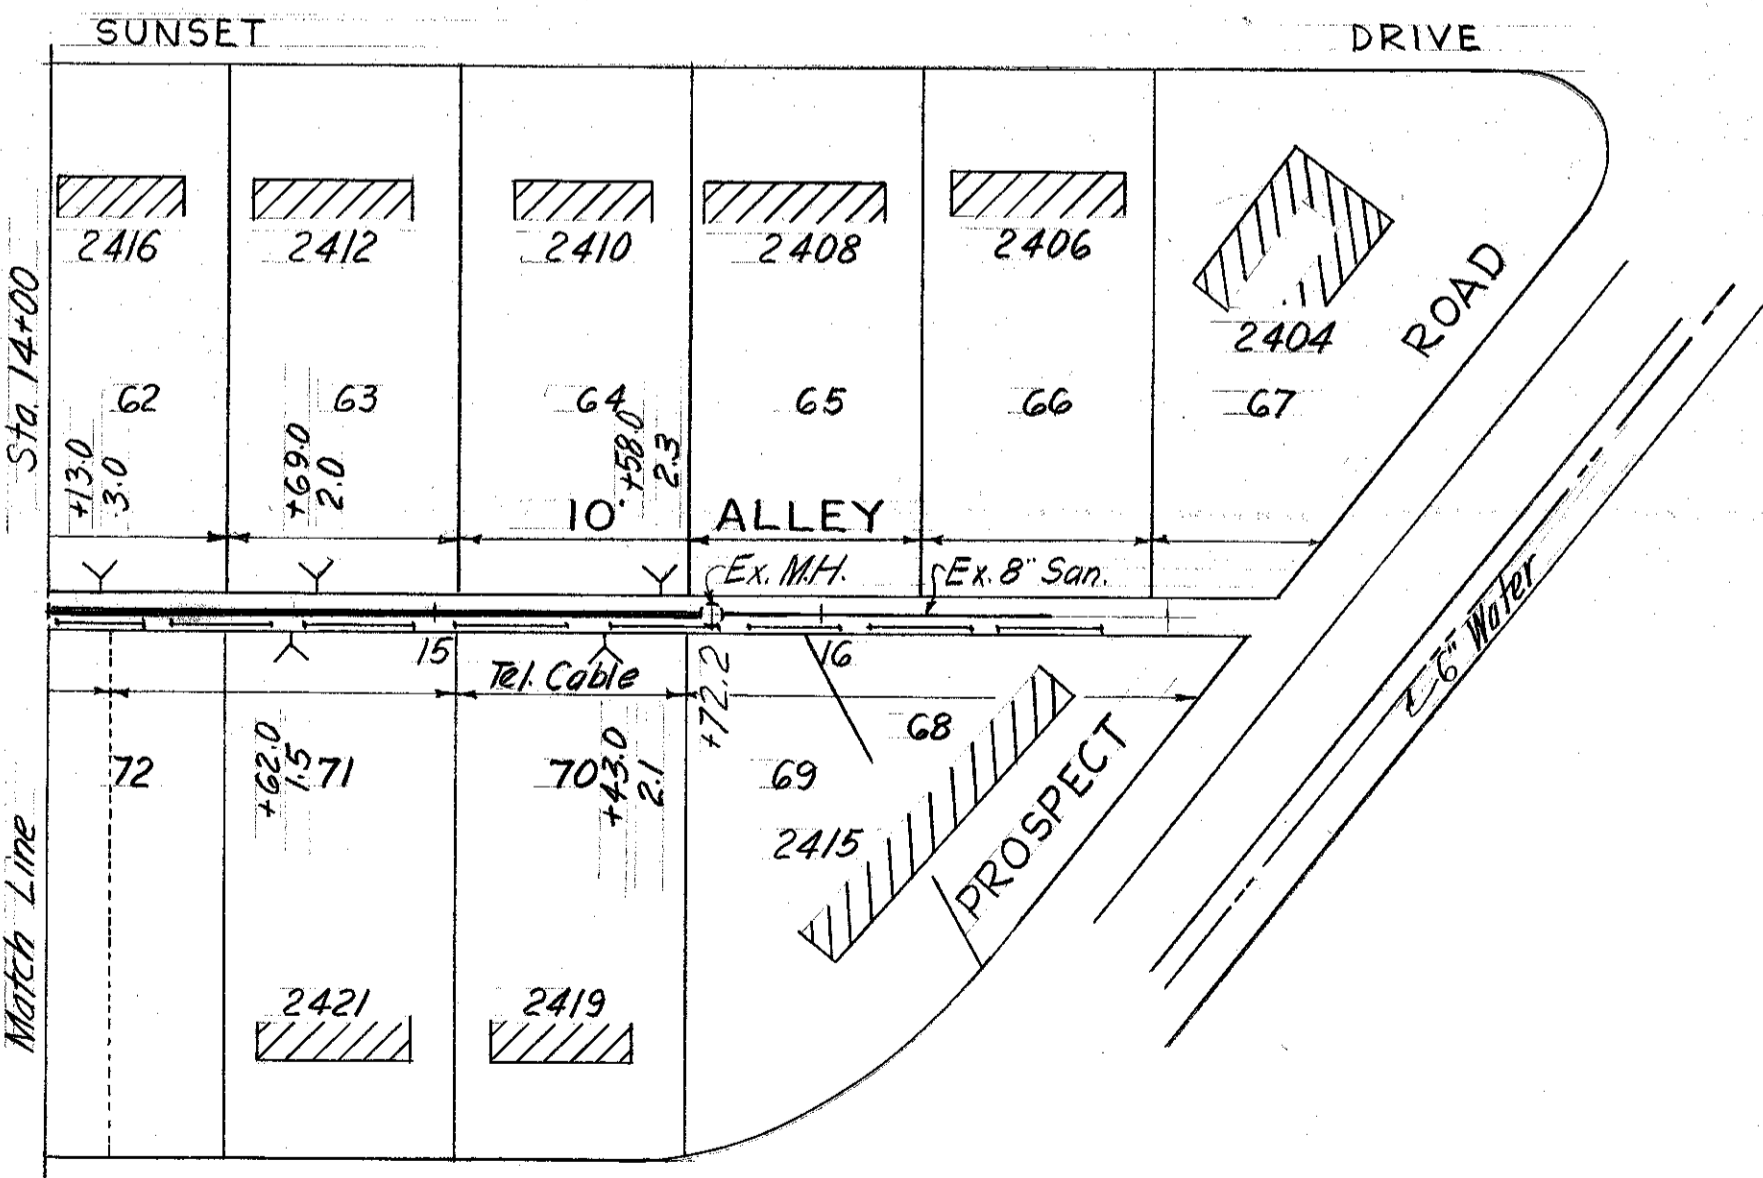 SUNSET DRIVE
2416 2412 2410 2408 2406
2404
ROAD
Sta. 14+00
62 63 64 65 66 67
+13.0
3.0
+69.0
2.0
+58.0
2.3
10' ALLEY
Ex. M.H. Ex. 8" San.
6" Water
15 16
Tel. Cable
+72.2
72 71 70 69 68
+62.0
1.5
+43.0
2.1
2415
PROSPECT
Match Line
2421 2419